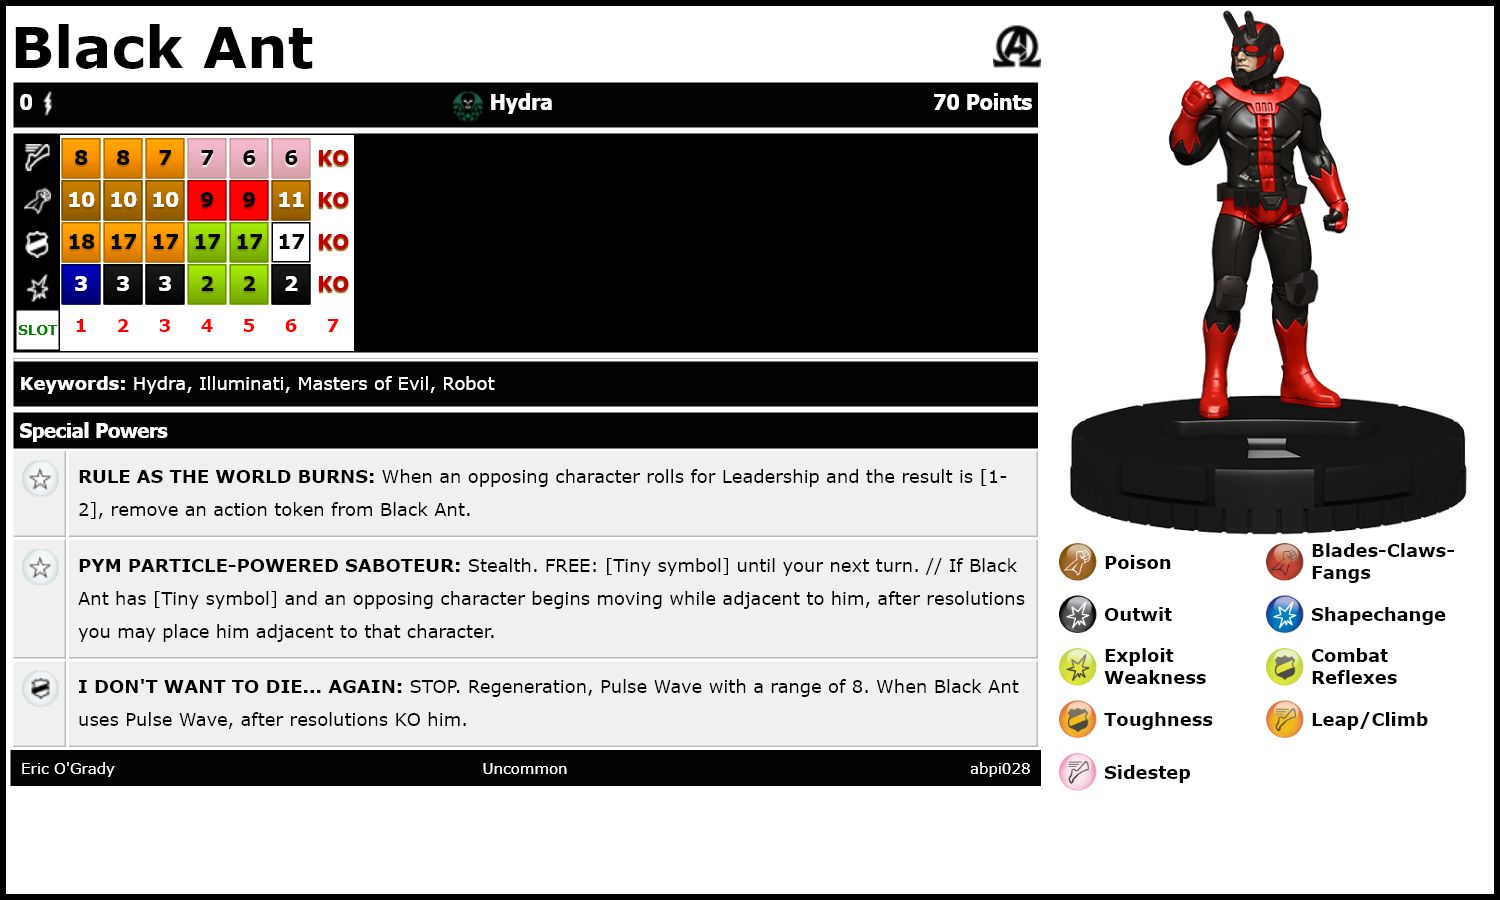 Black Ant
0 Hydra 70 Points
8 8 7 7 6 6 KO
10 10 10 9 9 11 KO
18 17 17 17 17 17 KO
3 3 3 2 2 2 KO
SLOT 1 2 3 4 5 6 7
Keywords: Hydra, Illuminati, Masters of Evil, Robot
Special Powers
RULE AS THE WORLD BURNS: When an opposing character rolls for Leadership and the result is [1-
2], remove an action token from Black Ant.
PYM PARTICLE-POWERED SABOTEUR: Stealth. FREE: [Tiny symbol] until your next turn. // If Black
Ant has [Tiny symbol] and an opposing character begins moving while adjacent to him, after resolutions
you may place him adjacent to that character.
I DON'T WANT TO DIE... AGAIN: STOP. Regeneration, Pulse Wave with a range of 8. When Black Ant
uses Pulse Wave, after resolutions KO him.
Eric O'Grady Uncommon abpi028
Poison
Blades-Claws-
Fangs
Outwit
Shapechange
Exploit
Weakness
Combat
Reflexes
Toughness
Leap/Climb
Sidestep